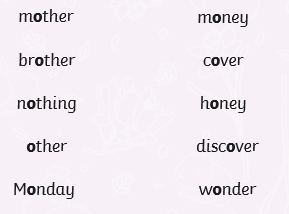 mother money
brother cover
nothing honey
other discover
Monday wonder